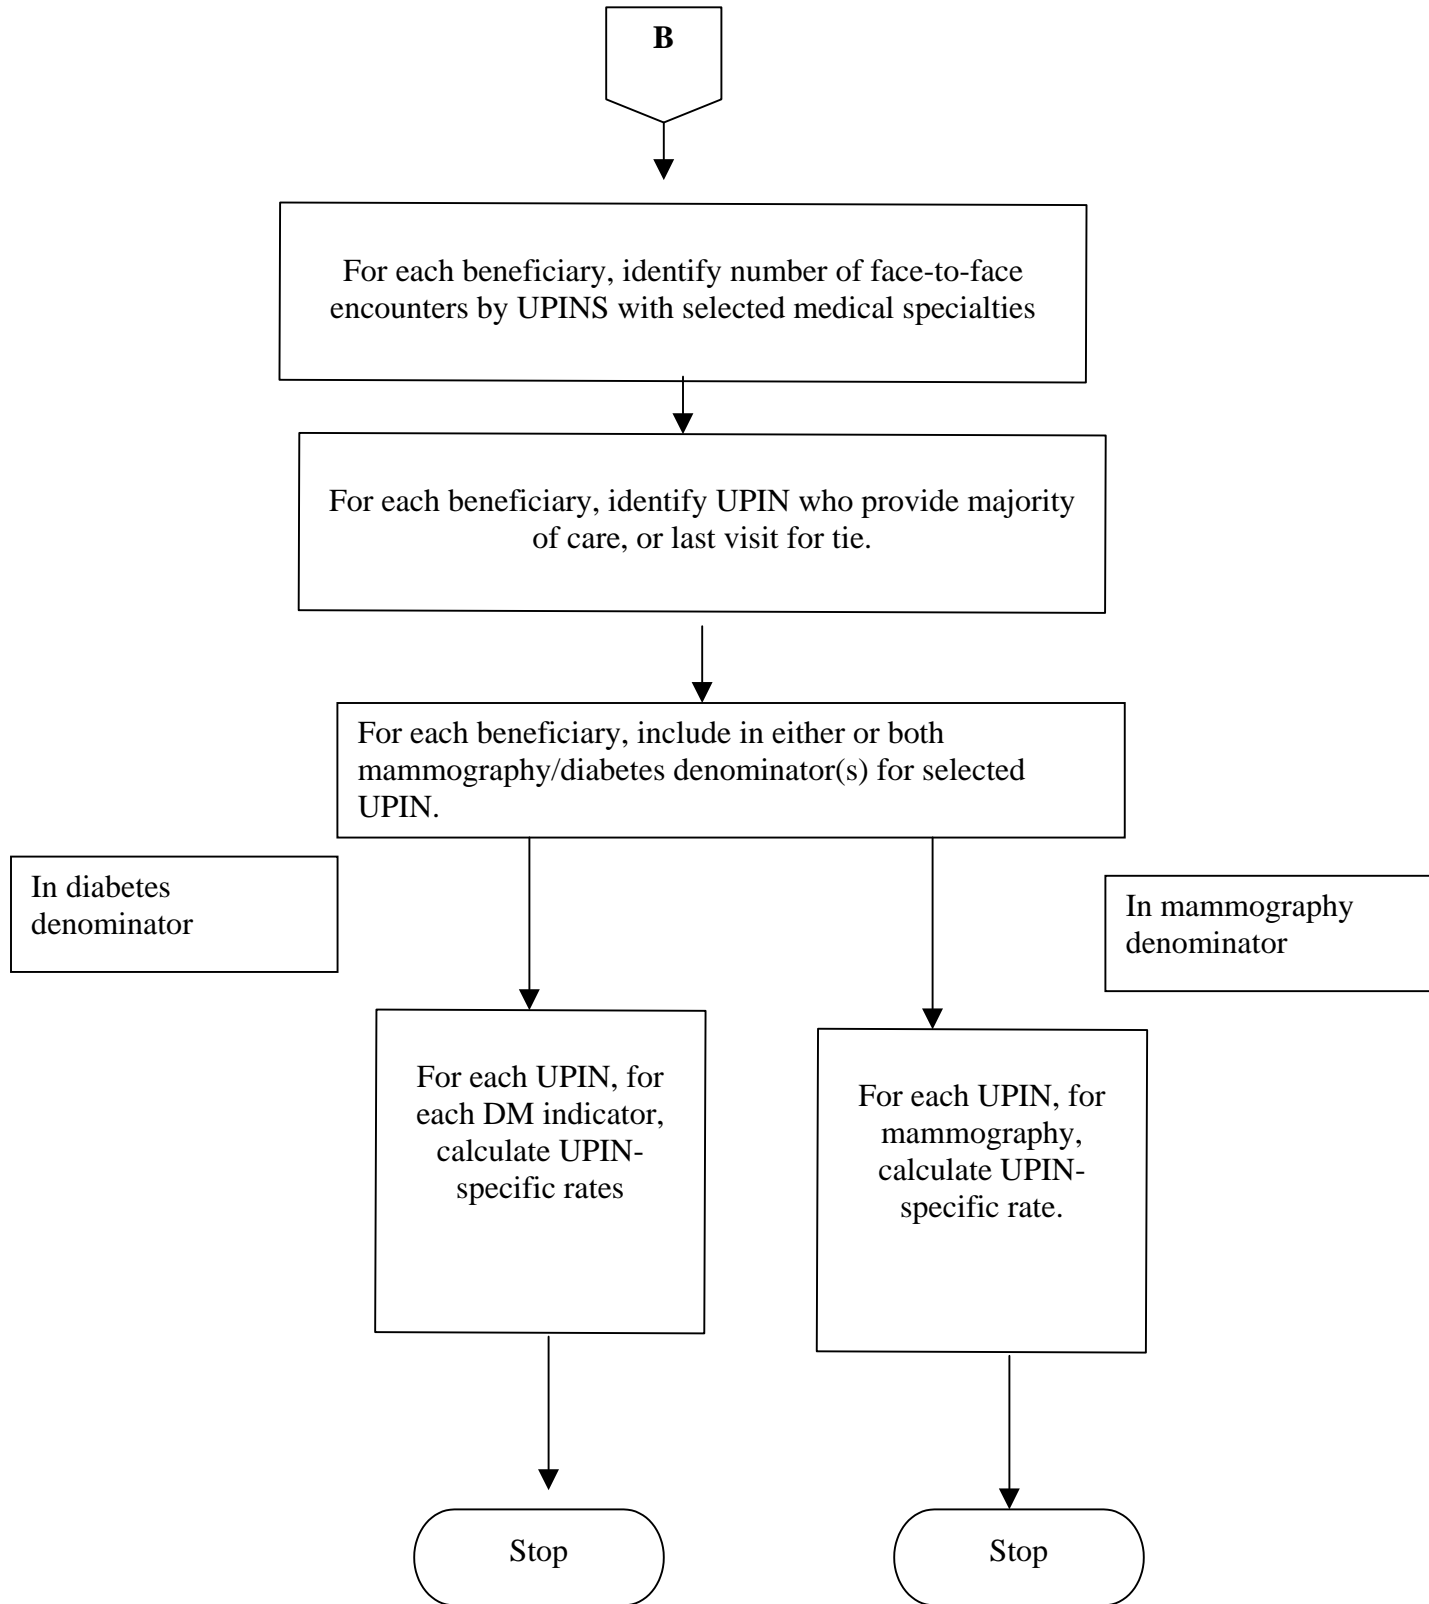 B
For each beneficiary, identify number of face-to-face
encounters by UPINS with selected medical specialties
For each beneficiary, identify UPIN who provide majority
of care, or last visit for tie.
For each beneficiary, include in either or both
mammography/diabetes denominator(s) for selected
UPIN.
In diabetes
denominator
In mammography
denominator
For each UPIN, for
each DM indicator,
calculate UPIN-
specific rates
For each UPIN, for
mammography,
calculate UPIN-
specific rate.
Stop
Stop